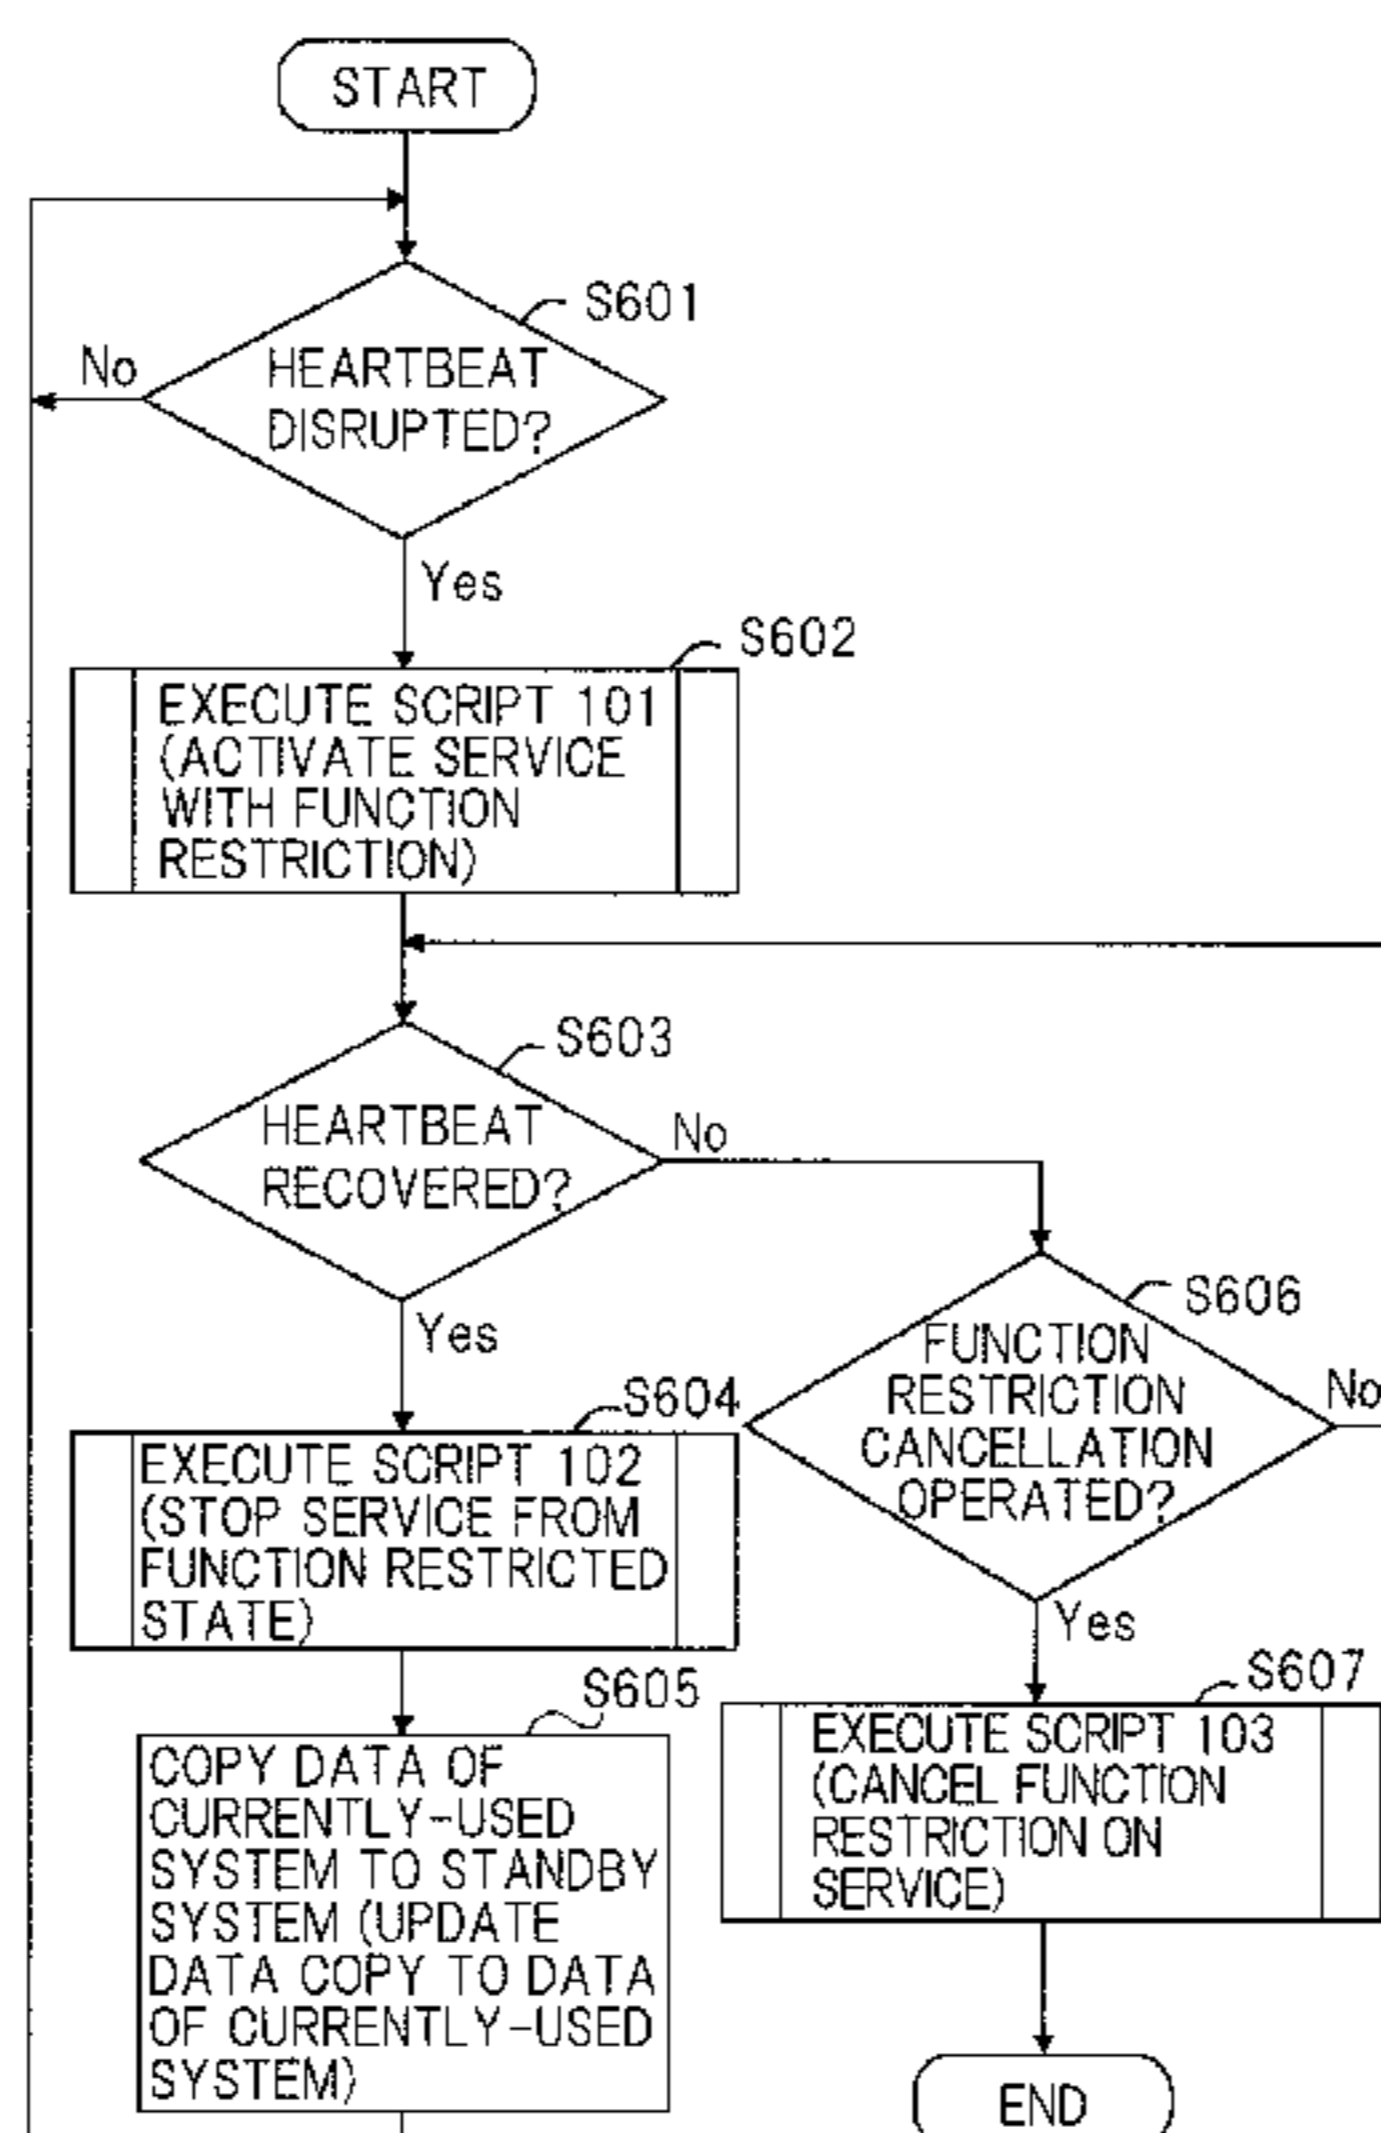 START
S601
No
HEARTBEAT
DISRUPTED?
Yes
S602
EXECUTE SCRIPT 101
(ACTIVATE SERVICE
WITH FUNCTION
RESTRICTION)
S603
HEARTBEAT
RECOVERED?
No
Yes
S606
FUNCTION
RESTRICTION
CANCELLATION
OPERATED?
No
Yes
S604
EXECUTE SCRIPT 102
(STOP SERVICE FROM
FUNCTION RESTRICTED
STATE)
S605
COPY DATA OF
CURRENTLY-USED
SYSTEM TO STANDBY
SYSTEM (UPDATE
DATA COPY TO DATA
OF CURRENTLY-USED
SYSTEM)
S607
EXECUTE SCRIPT 103
(CANCEL FUNCTION
RESTRICTION ON
SERVICE)
END